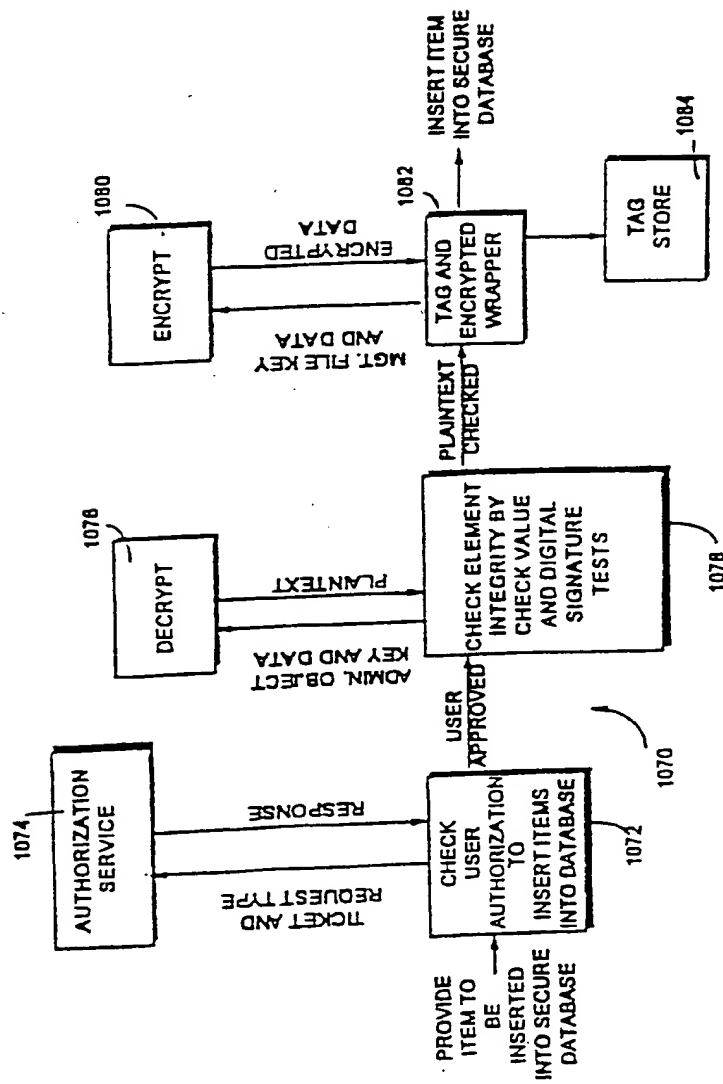 1074
AUTHORIZATION
SERVICE
TICKET AND
REQUEST TYPE
RESPONSE
PROVIDE
ITEM TO
BE
INSERTED
INTO SECURE
DATABASE
CHECK
USER
AUTHORIZATION
TO
INSERT ITEMS
INTO DATABASE
1072
USER
APPROVED
1070
1076
DECRYPT
ADMIN. OBJECT
KEY AND DATA
PLAINTEXT
CHECK ELEMENT
INTEGRITY BY
CHECK VALUE
AND DIGITAL
SIGNATURE
TESTS
1078
PLAINTEXT
CHECKED
1080
ENCRYPT
MGT. FILE KEY
AND DATA
ENCRYPTED
DATA
1082
TAG AND
ENCRYPTED
WRAPPER
INSERT ITEM
INTO SECURE
DATABASE
TAG
STORE
1084